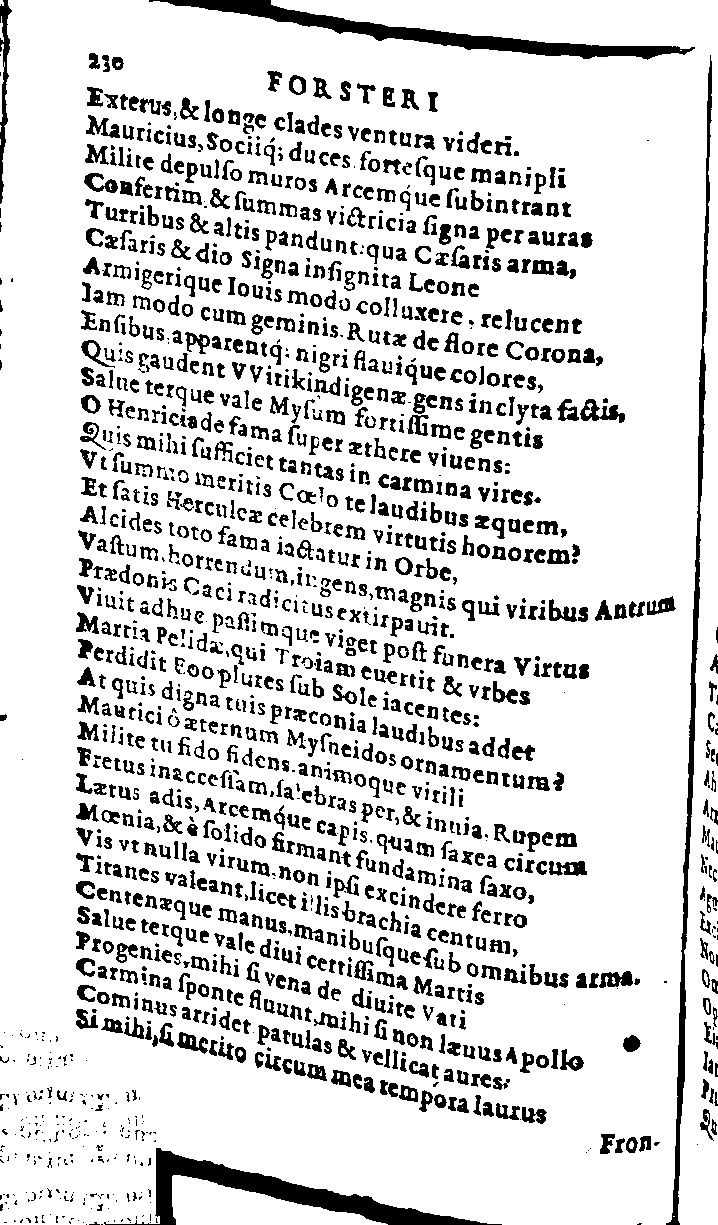 230
FORSTERI
Exterus,& longe clades ventura viderī.
Mauricius, Sociiq́; duces forteſque manipli
Milite depulſo muros Arcemq́ue ſubintrant
Confertim & ſummas victricia ſigna per auras
Turribus & altis pandunt: qua Cæſaris arma,
Cæſaris & dio Signa inſignita Leone
Armigerique Iouis modo colluxere, relucent
Iam modo cum geminis Rutæ de flore Corona,
Enſibus apparentq́; nigri flauiq́ue colores,
Quis gaudent VVitikindigenæ gens inclyta factis,
Salue terque vale Myſum fortiſſime gentis
O Henriciade fama ſuper æthere viuens:
Quis mihi ſufficiet tantas in carmina vires.
Vt ſummo meritis Cœlo te laudibus æquem,
Et ſatis Herculeæ celebrem virtutis honorem?
Alcides toto fama iactatur in Orbe,
Vaſtum, horrendum, ingens, magnis qui viribus Antrum
Prædonis Caci radicitus extirpauit.
Viuit adhuc paſſimque viget poſt funera Virtus
Martia Pelidæ, qui Troiam euertit & vrbes
Perdidit Eoo plures ſub Sole iacentes:
At quis digna tuis præconia laudibus addet
Maurici ô æternum Myſneidos ornamentum?
Milite tu fido fidens animoque virili
Fretus inacceſſam, ſalebras per, & inuia, Rupem
Lætus adis, Arcemq́ue capis quam ſaxea circum
Mœnia, & è ſolido firmant fundamina ſaxo,
Vis vt nulla virum, non ipſi excindere ferro
Titanes valeant, licet illis brachia centum,
Centenæque manus, manibuſque ſub omnibus arma.
Salue terque vale diui certiſſima Martis
Progenies, mihi ſi vena de diuite Vati
Carmina ſponte fluunt, mihi ſi non læuus Apollo
Cominus arridet patulas & vellicat aures:
Si mihi, ſi merito circum mea tempora laurus
Fron-